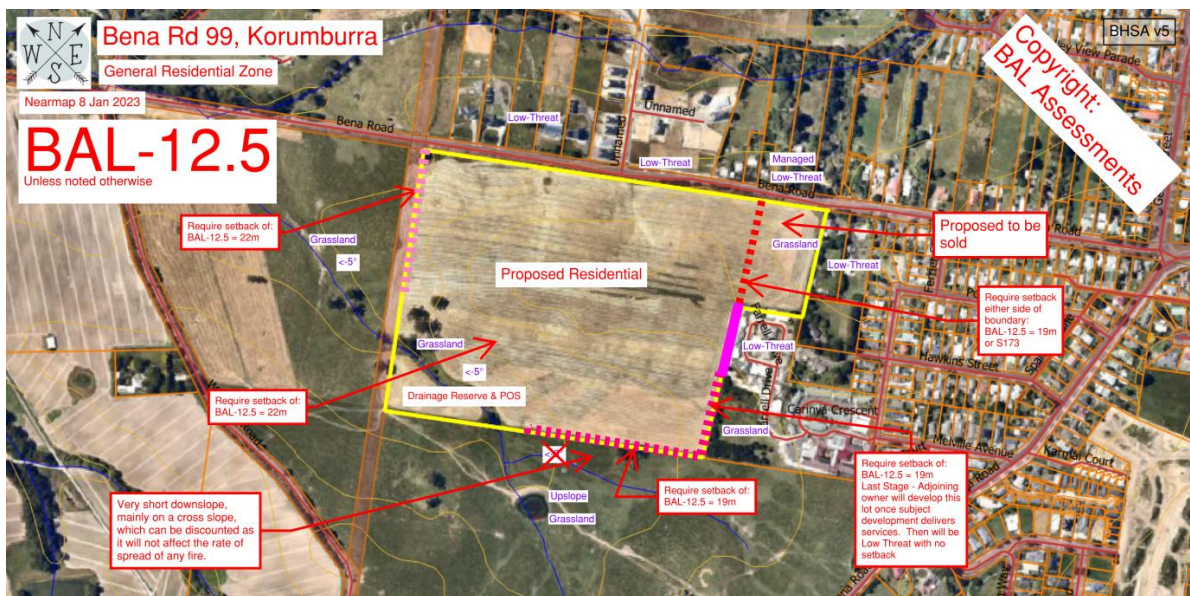 N
W E
S
Bena Rd 99, Korumburra
General Residential Zone
Nearmap 8 Jan 2023
BAL-12.5
Unless noted otherwise
BHSA v5
Copyright:
BAL Assessments
ley View Parade
Bena Road
Low-Threat
Unnamed
Unnamed
Low-Threat
Managed
Low-Threat
Bena Road
Require setback of:
BAL-12.5 = 22m
Grassland
<-5°
Proposed Residential
Grassland
Proposed to be
sold
Low-Threat
Require setback
either side of
boundary:
BAL-12.5 = 19m
or S173
Low-Threat
Hawkins Street
Grassland
<-5°
Drainage Reserve & POS
Require setback of:
BAL-12.5 = 22m
Carinya Crescent
Grassland
Melville Avenue
Karmai Court
Upslope
Grassland
Require setback of:
BAL-12.5 = 19m
Require setback of:
BAL-12.5 = 19m
Last Stage - Adjoining
owner will develop this
lot once subject
development delivers
services. Then will be
Low Threat with no
setback
Very short downslope,
mainly on a cross slope,
which can be discounted as
it will not affect the rate of
spread of any fire.